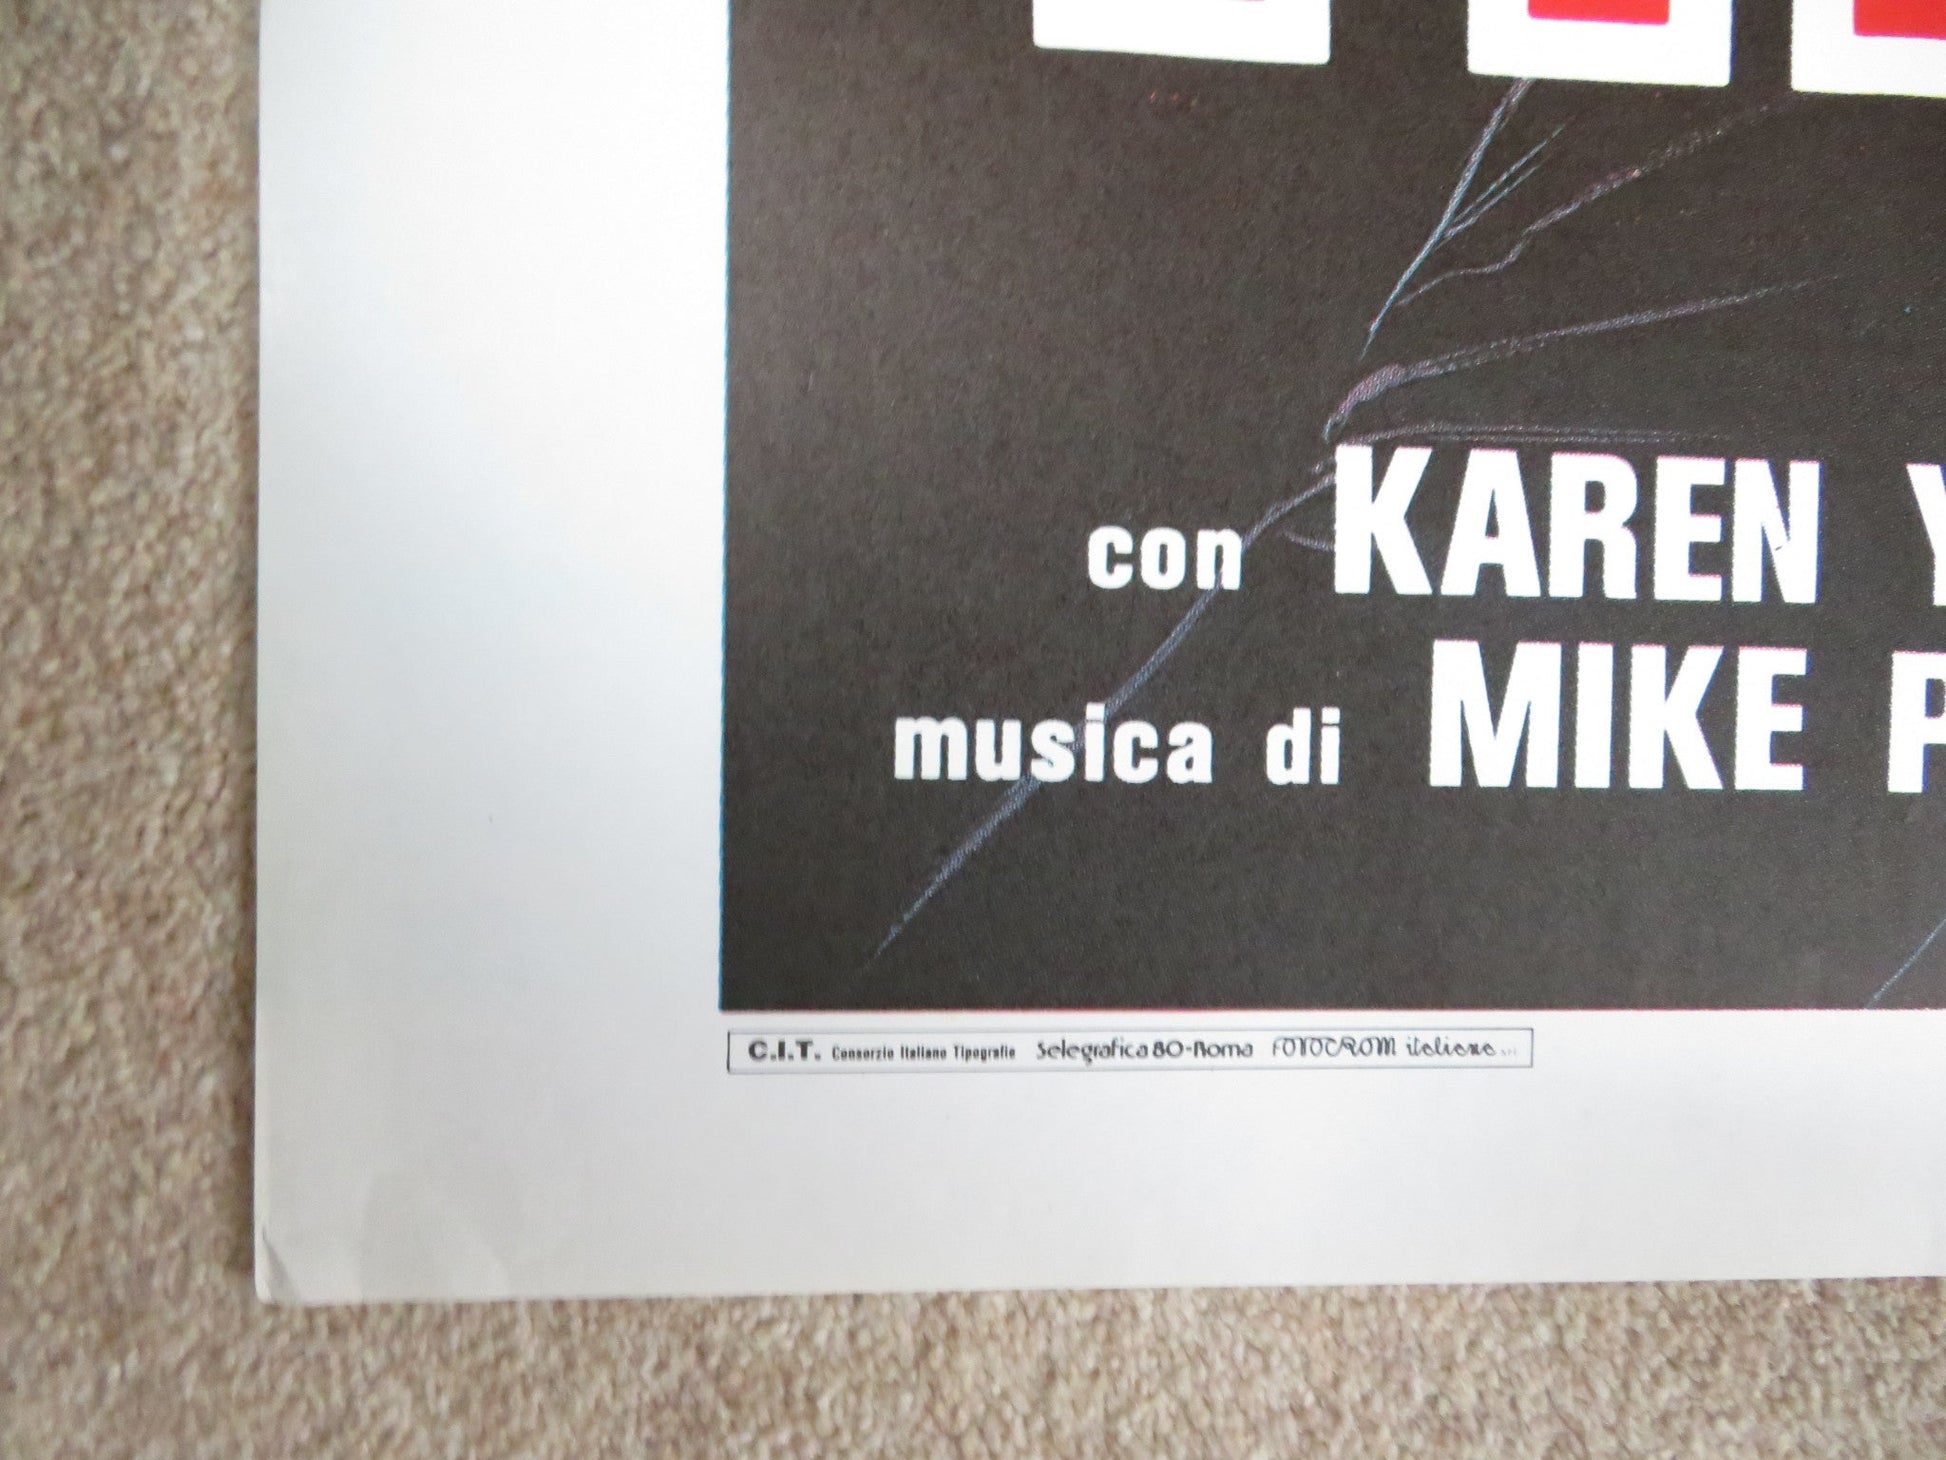 con KAREN Y
musica di MIKE P
C.I.T. Consorzio Italiano Tipografie Selegrafica 80-Roma FOTOCROM italiana s.r.l.